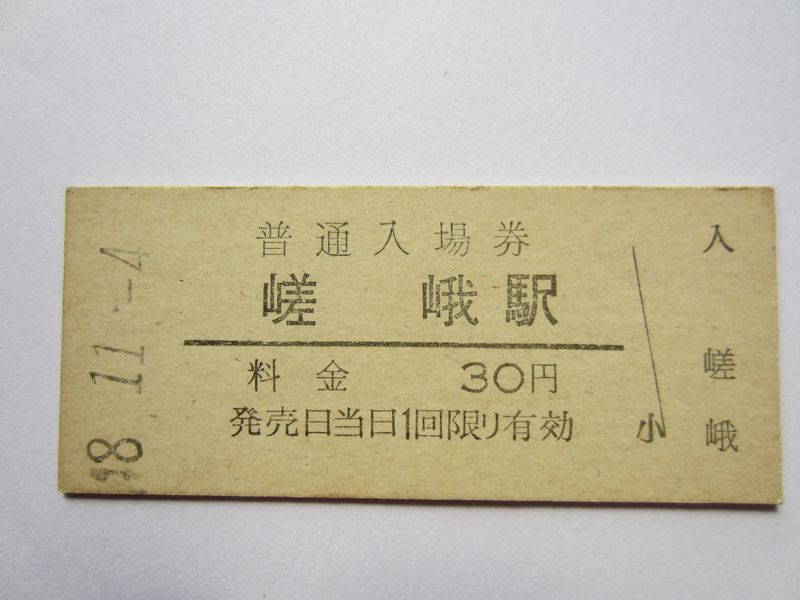 普通入場券
嵯峨駅
料金 30円
発売日当日1回限り有効
小
入
嵯峨
8.11.-4